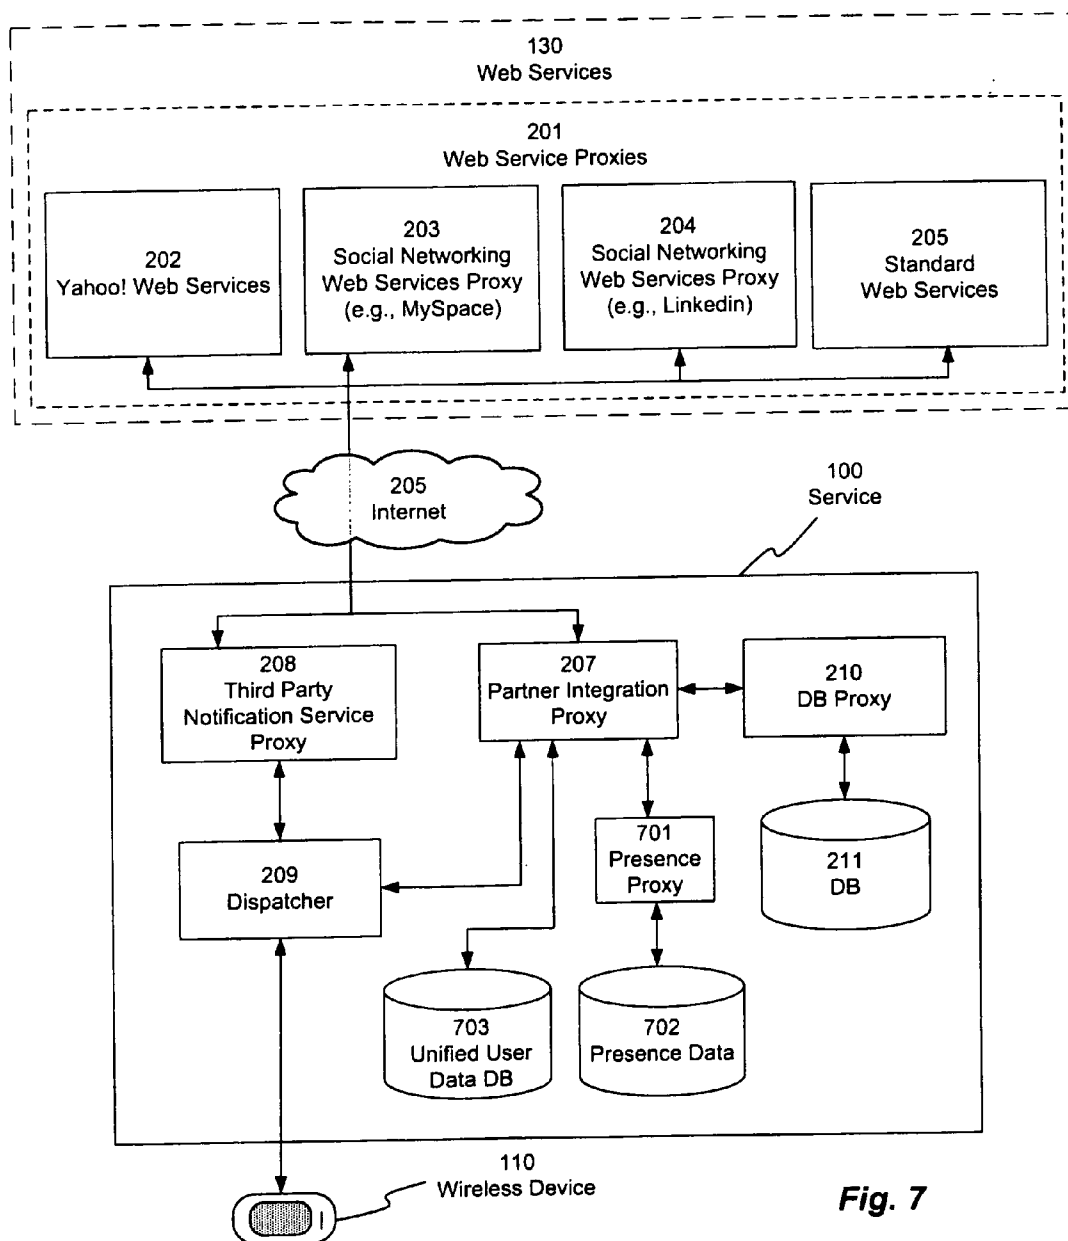 130
Web Services
201
Web Service Proxies
202
Yahoo! Web Services
203
Social Networking
Web Services Proxy
(e.g., MySpace)
204
Social Networking
Web Services Proxy
(e.g., Linkedin)
205
Standard
Web Services
205
Internet
100
Service
208
Third Party
Notification Service
Proxy
207
Partner Integration
Proxy
210
DB Proxy
209
Dispatcher
701
Presence
Proxy
211
DB
703
Unified User
Data DB
702
Presence Data
110
Wireless Device
Fig. 7